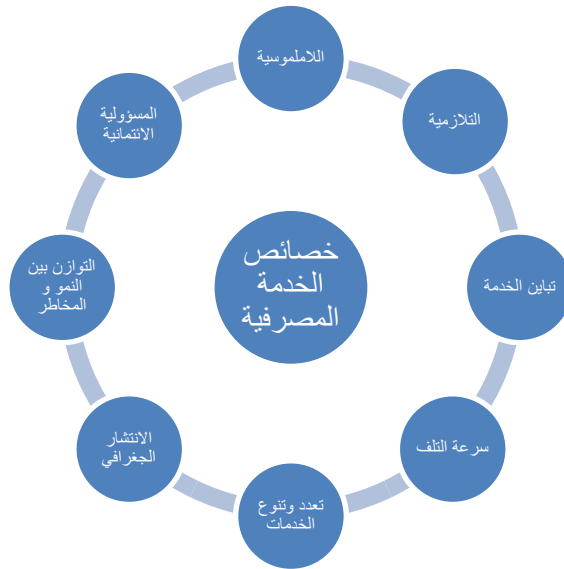 خصائص
الخدمة
المصرفية
اللاملموسية
التلازمية
تباين الخدمة
سرعة التلف
تعدد وتنوع
الخدمات
الانتشار
الجغرافي
التوازن بين
النمو و
المخاطر
المسؤولية
الائتمانية